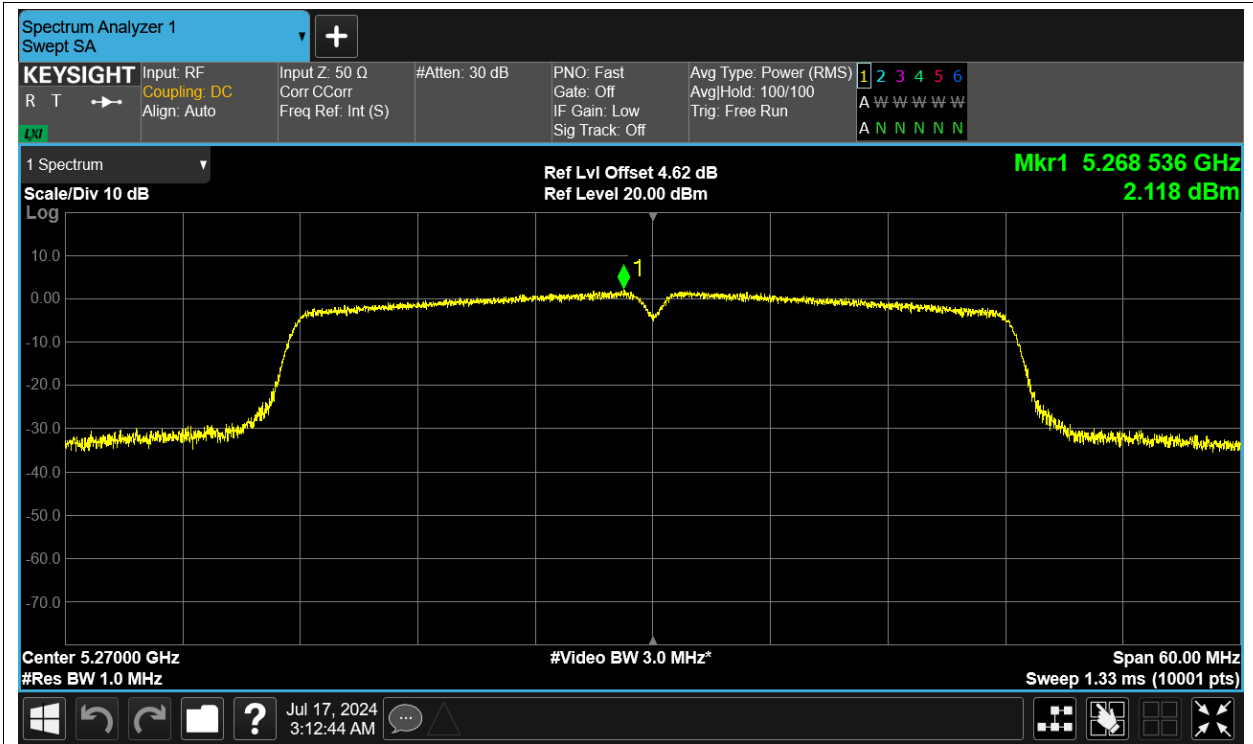 Spectrum Analyzer 1
Swept SA
KEYSIGHT
R T
LXI
Input: RF
Coupling: DC
Align: Auto
Input Z: 50 Ω
Corr CCorr
Freq Ref: Int (S)
#Atten: 30 dB
PNO: Fast
Gate: Off
IF Gain: Low
Sig Track: Off
Avg Type: Power (RMS)
Avg|Hold: 100/100
Trig: Free Run
1 2 3 4 5 6
A W W W W W
A N N N N N
1 Spectrum
Scale/Div 10 dB
Log
Ref Lvl Offset 4.62 dB
Ref Level 20.00 dBm
Mkr1 5.268 536 GHz
2.118 dBm
1
10.0
0.00
-10.0
-20.0
-30.0
-40.0
-50.0
-60.0
-70.0
Center 5.27000 GHz
#Res BW 1.0 MHz
#Video BW 3.0 MHz*
Span 60.00 MHz
Sweep 1.33 ms (10001 pts)
?
Jul 17, 2024
3:12:44 AM